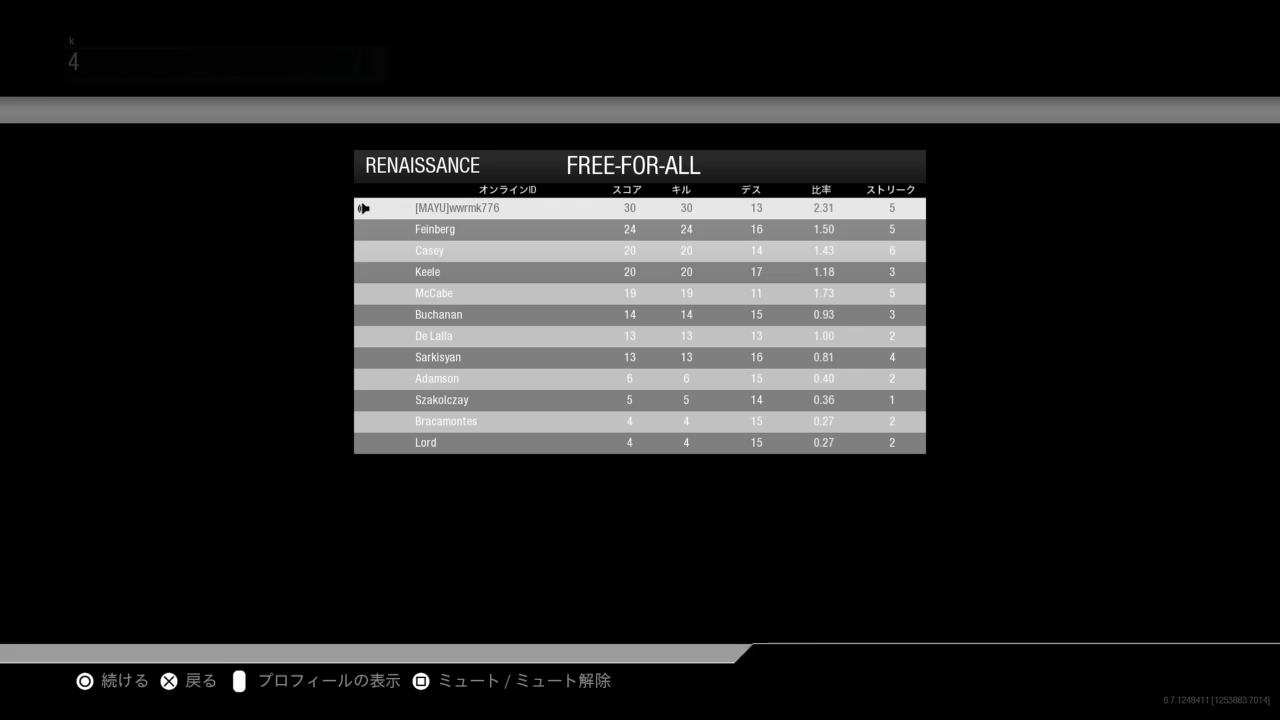 k
4
RENAISSANCE FREE-FOR-ALL
オンラインID スコア キル デス 比率 ストリーク
[MAYU]wwrmk776 30 30 13 2.31 5
Feinberg 24 24 16 1.50 5
Casey 20 20 14 1.43 6
Keele 20 20 17 1.18 3
McCabe 19 19 11 1.73 5
Buchanan 14 14 15 0.93 3
De Lalla 13 13 13 1.00 2
Sarkisyan 13 13 16 0.81 4
Adamson 6 6 15 0.40 2
Szakolczay 5 5 14 0.36 1
Bracamontes 4 4 15 0.27 2
Lord 4 4 15 0.27 2
続ける 戻る プロフィールの表示 ミュート / ミュート解除
6.7.1248411 [1253883:7014]